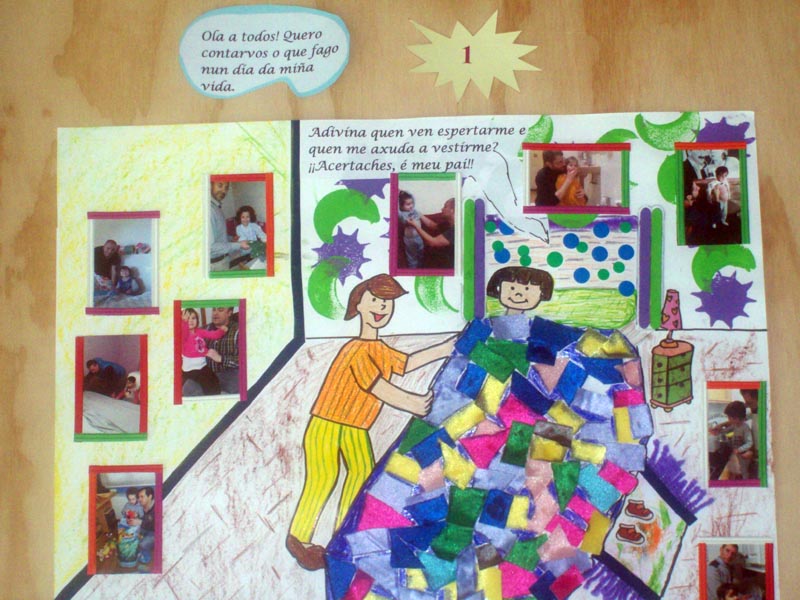 Ola a todos! Quero
contarvos o que fago
nun dia da miña
vida.
1
Adivina quen ven espertarme e
quen me axuda a vestirme?
¡¡Acertaches, é meu pai!!